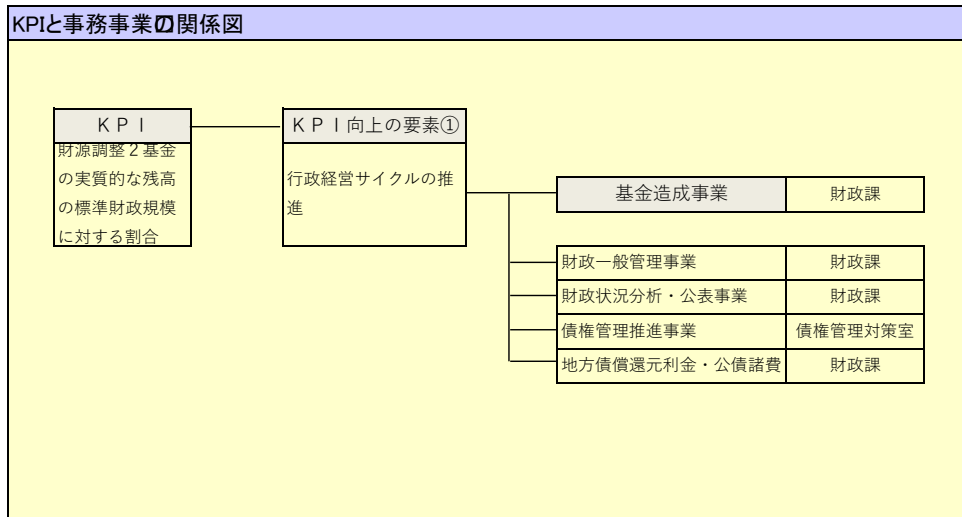 KPIと事務事業の関係図
ＫＰＩ
財源調整２基金
の実質的な残高
の標準財政規模
に対する割合
ＫＰＩ向上の要素①
行政経営サイクルの推
進
基金造成事業 財政課
財政一般管理事業 財政課
財政状況分析・公表事業 財政課
債権管理推進事業 債権管理対策室
地方債償還元利金・公債諸費 財政課